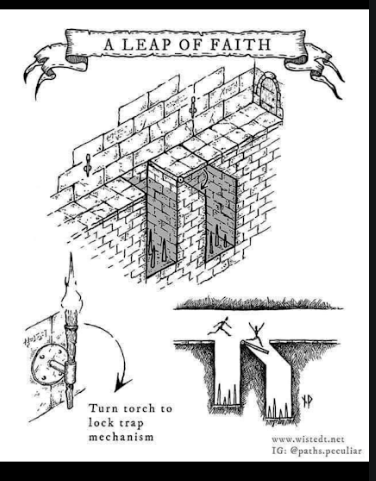 A LEAP OF FAITH
Turn torch to
lock trap
mechanism
www.wistedt.net
IG: @paths.peculiar